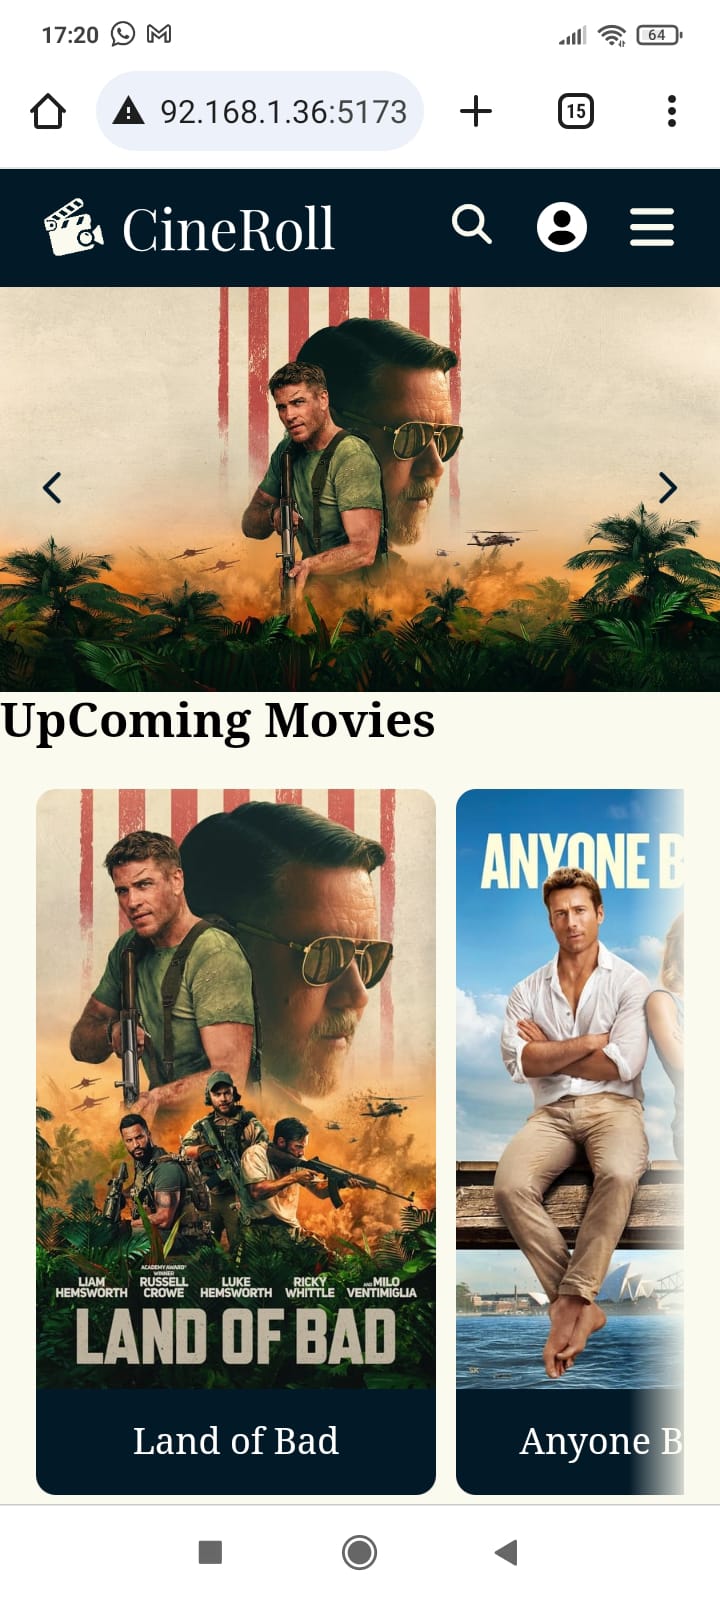 17:20
64
92.168.1.36:5173
15
CineRoll
UpComing Movies
ANYONE B
ACADEMY AWARD®
WINNER
LIAM HEMSWORTH
RUSSELL CROWE
LUKE HEMSWORTH
RICKY WHITTLE
AND MILO VENTIMIGLIA
LAND OF BAD
Land of Bad
Anyone B